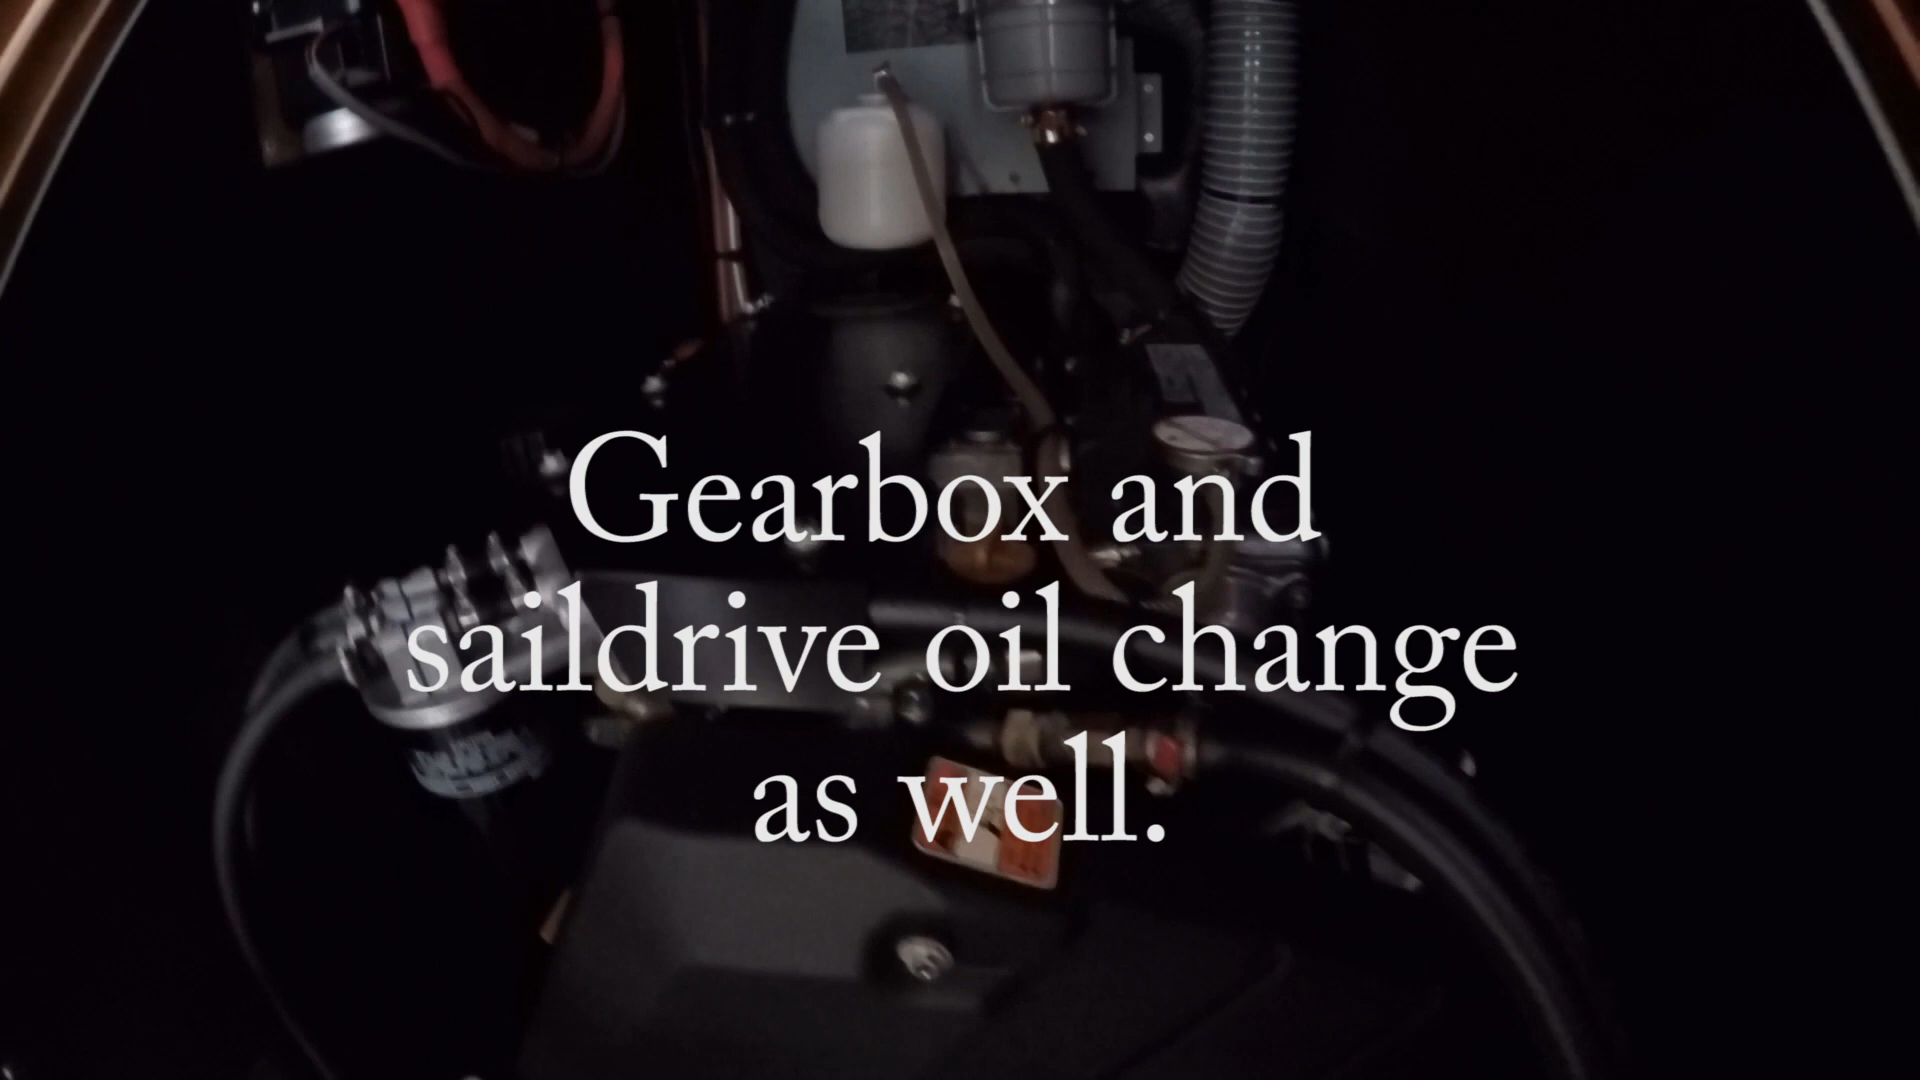 Gearbox and
saildrive oil change
as well.